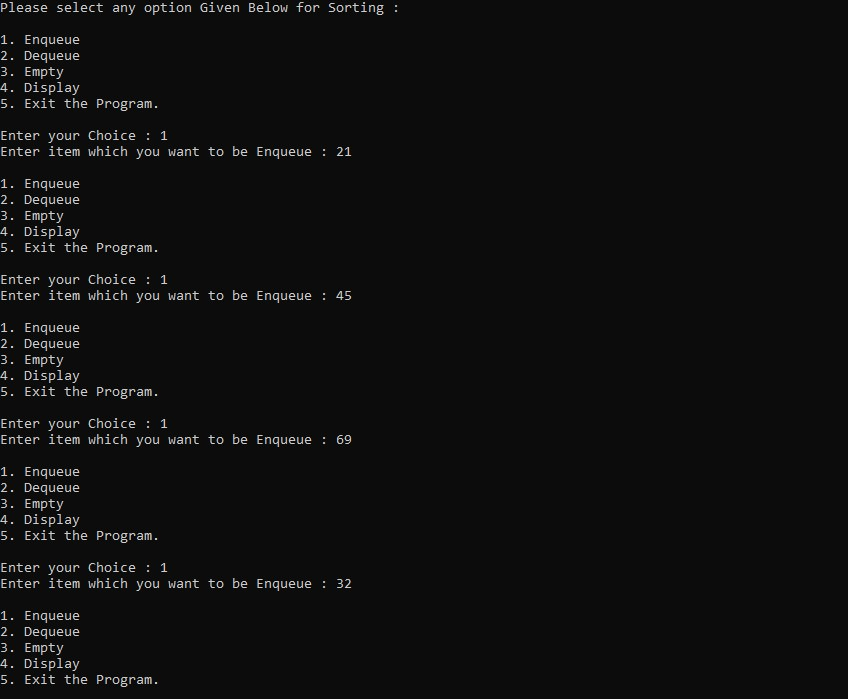 Please select any option Given Below for Sorting :
1. Enqueue
2. Dequeue
3. Empty
4. Display
5. Exit the Program.
Enter your Choice : 1
Enter item which you want to be Enqueue : 21
1. Enqueue
2. Dequeue
3. Empty
4. Display
5. Exit the Program.
Enter your Choice : 1
Enter item which you want to be Enqueue : 45
1. Enqueue
2. Dequeue
3. Empty
4. Display
5. Exit the Program.
Enter your Choice : 1
Enter item which you want to be Enqueue : 69
1. Enqueue
2. Dequeue
3. Empty
4. Display
5. Exit the Program.
Enter your Choice : 1
Enter item which you want to be Enqueue : 32
1. Enqueue
2. Dequeue
3. Empty
4. Display
5. Exit the Program.